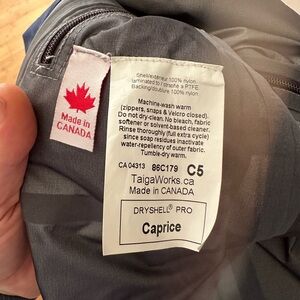 Made in
CANADA
Shell/extérieur 100% nylon
laminated to / stratifié à PTFE
Backing/doublure 100% nylon
Machine-wash warm
(zippers, snaps & Velcro closed).
Do not dry-clean. No bleach, fabric
softener or solvent-based cleaner.
Rinse thoroughly (full extra cycle)
since soap residues inactivate
water-repellency of outer fabric.
Tumble-dry warm.
CA 04313 86C179 C5
TaigaWorks.ca
Made in CANADA
DRYSHELL® PRO
Caprice